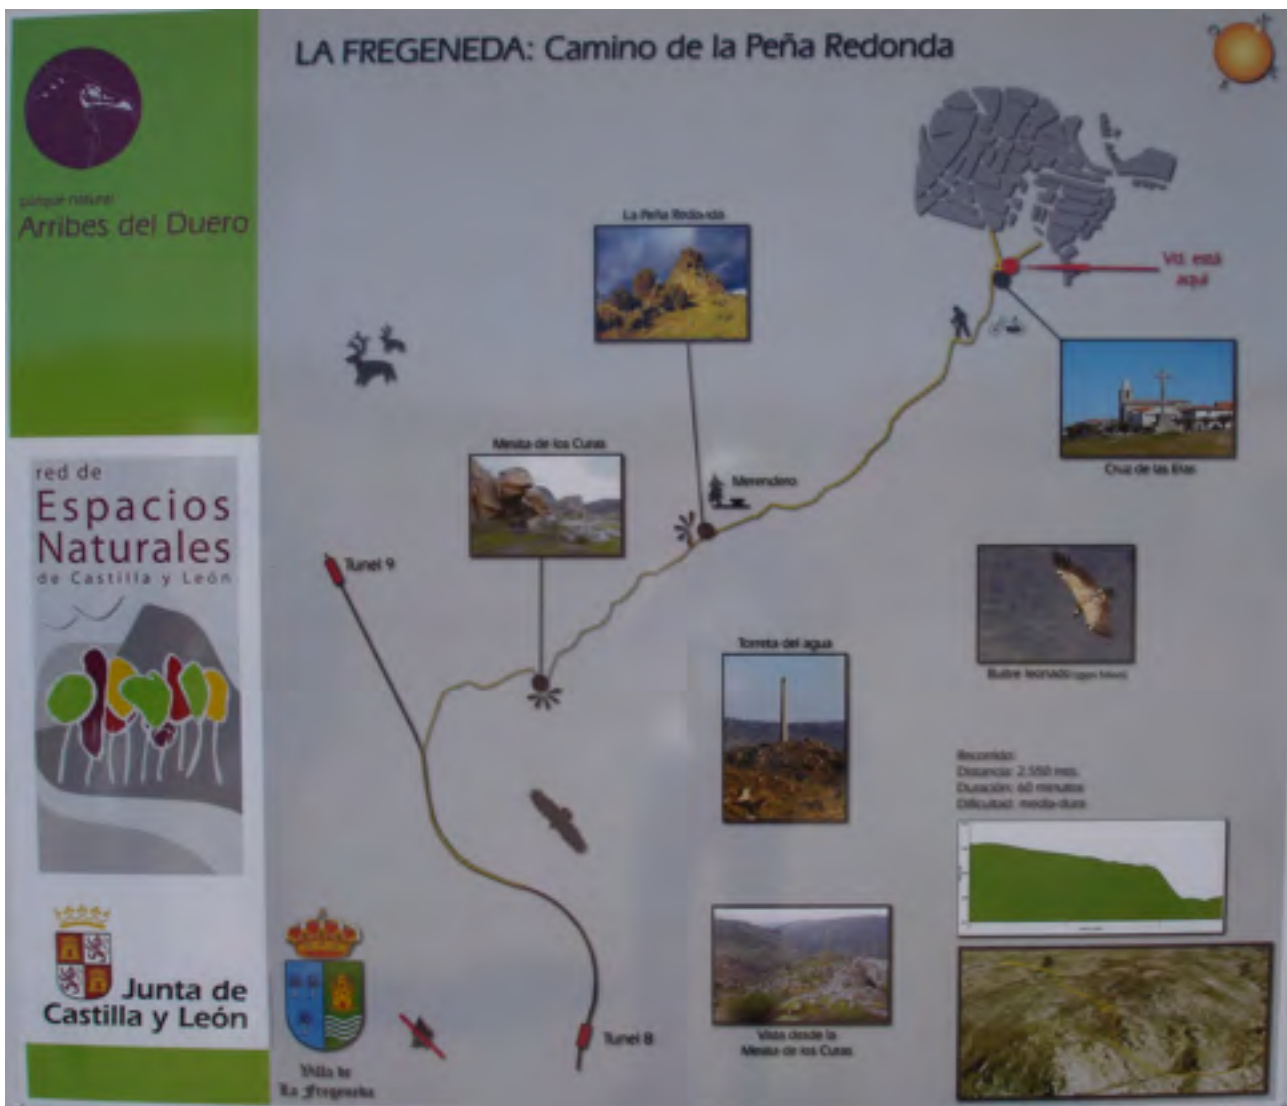 LA FREGENEDA: Camino de la Peña Redonda
parque natural
Arribes del Duero
red de
Espacios
Naturales
de Castilla y León
Junta de
Castilla y León
La Peña Redonda
Vd. está
aquí
Cruz de las Eras
Mesita de los Curas
Merendero
Tunel 9
Torreta del agua
Buitre leonado
Recorrido:
Distancia: 2.550 mts.
Duración: 60 minutos
Dificultad: media-dura
Vista desde la
Mesita de los Curas
Tunel 8
Villa de
La Fregeneda